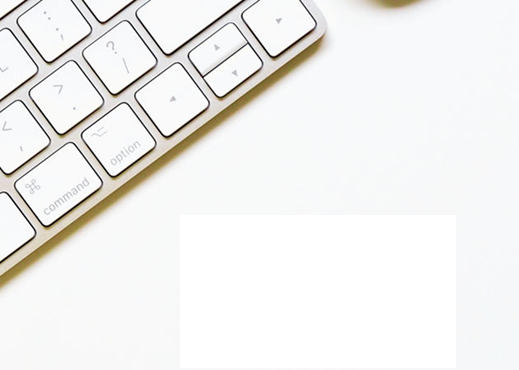 : ;
L
? /
> .
<
,
⌥
option
⌘
command